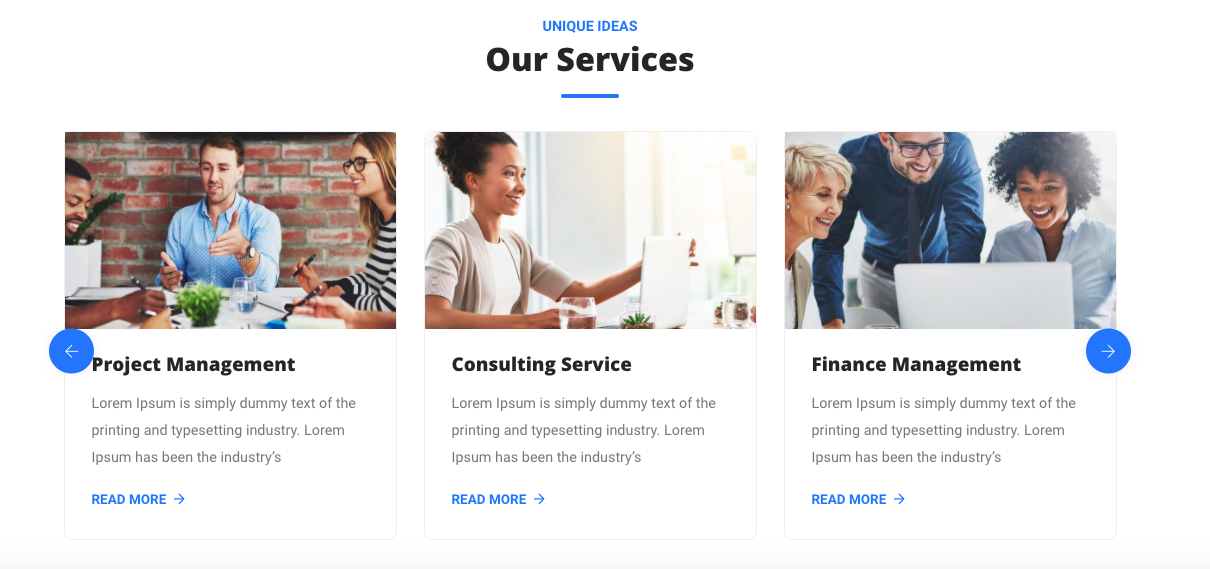 UNIQUE IDEAS
Our Services
Project Management
Lorem Ipsum is simply dummy text of the
printing and typesetting industry. Lorem
Ipsum has been the industry’s
READ MORE →
Consulting Service
Lorem Ipsum is simply dummy text of the
printing and typesetting industry. Lorem
Ipsum has been the industry’s
READ MORE →
Finance Management
Lorem Ipsum is simply dummy text of the
printing and typesetting industry. Lorem
Ipsum has been the industry’s
READ MORE →